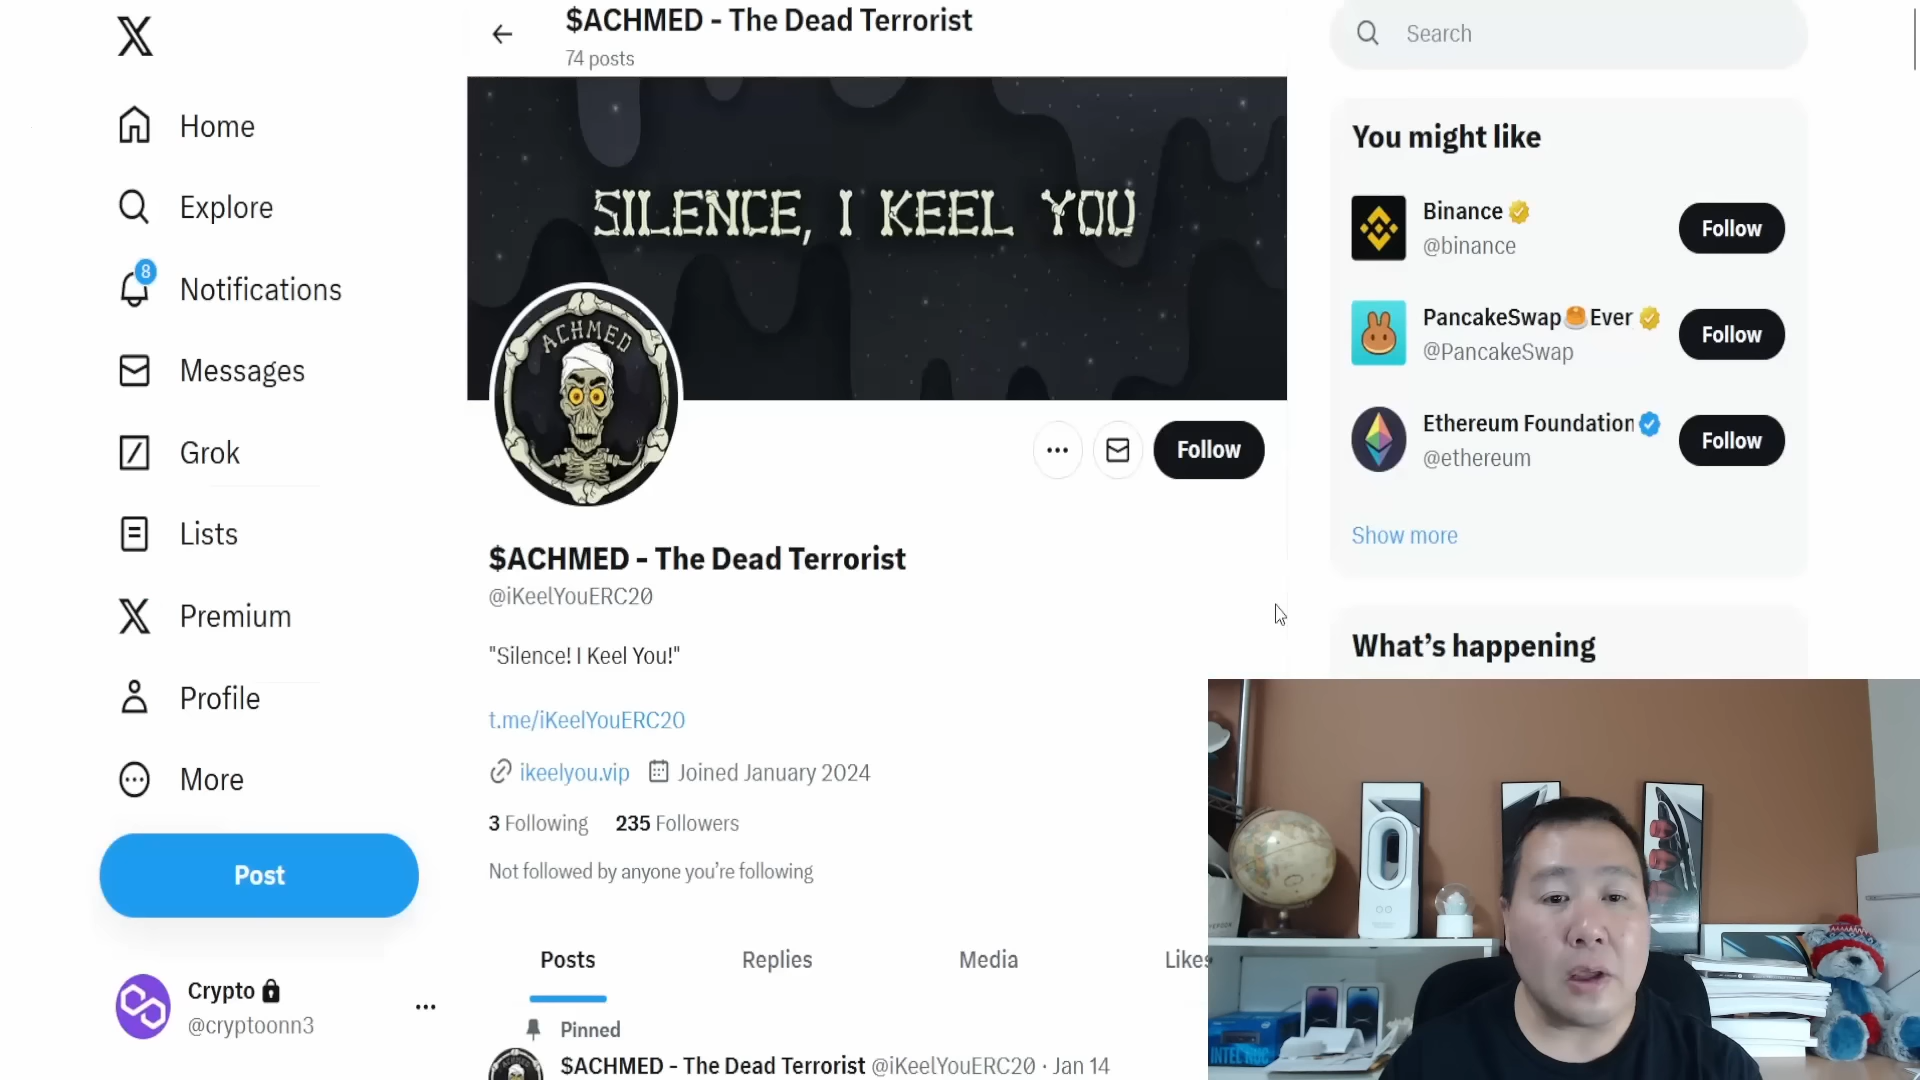 $ACHMED - The Dead Terrorist
74 posts
Home
Explore
8
Notifications
Messages
Grok
Lists
Premium
Profile
More
Post
Crypto
@cryptoonn3
SILENCE, I KEEL YOU
ACHMED
Follow
$ACHMED - The Dead Terrorist
@iKeelYouERC20
"Silence! I Keel You!"
t.me/iKeelYouERC20
ikeelyou.vip Joined January 2024
3 Following 235 Followers
Not followed by anyone you're following
Posts Replies Media Likes
Pinned
$ACHMED - The Dead Terrorist @iKeelYouERC20 · Jan 14
Search
You might like
Binance
@binance
Follow
PancakeSwap🥞Ever
@PancakeSwap
Follow
Ethereum Foundation
@ethereum
Follow
Show more
What's happening
INTEL NUC